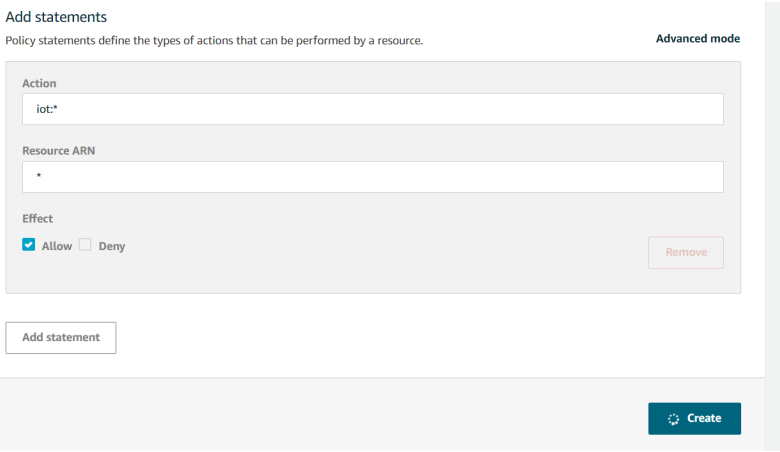 Add statements
Policy statements define the types of actions that can be performed by a resource.
Advanced mode
Action
iot:*
Resource ARN
*
Effect
Allow
Deny
Remove
Add statement
Create